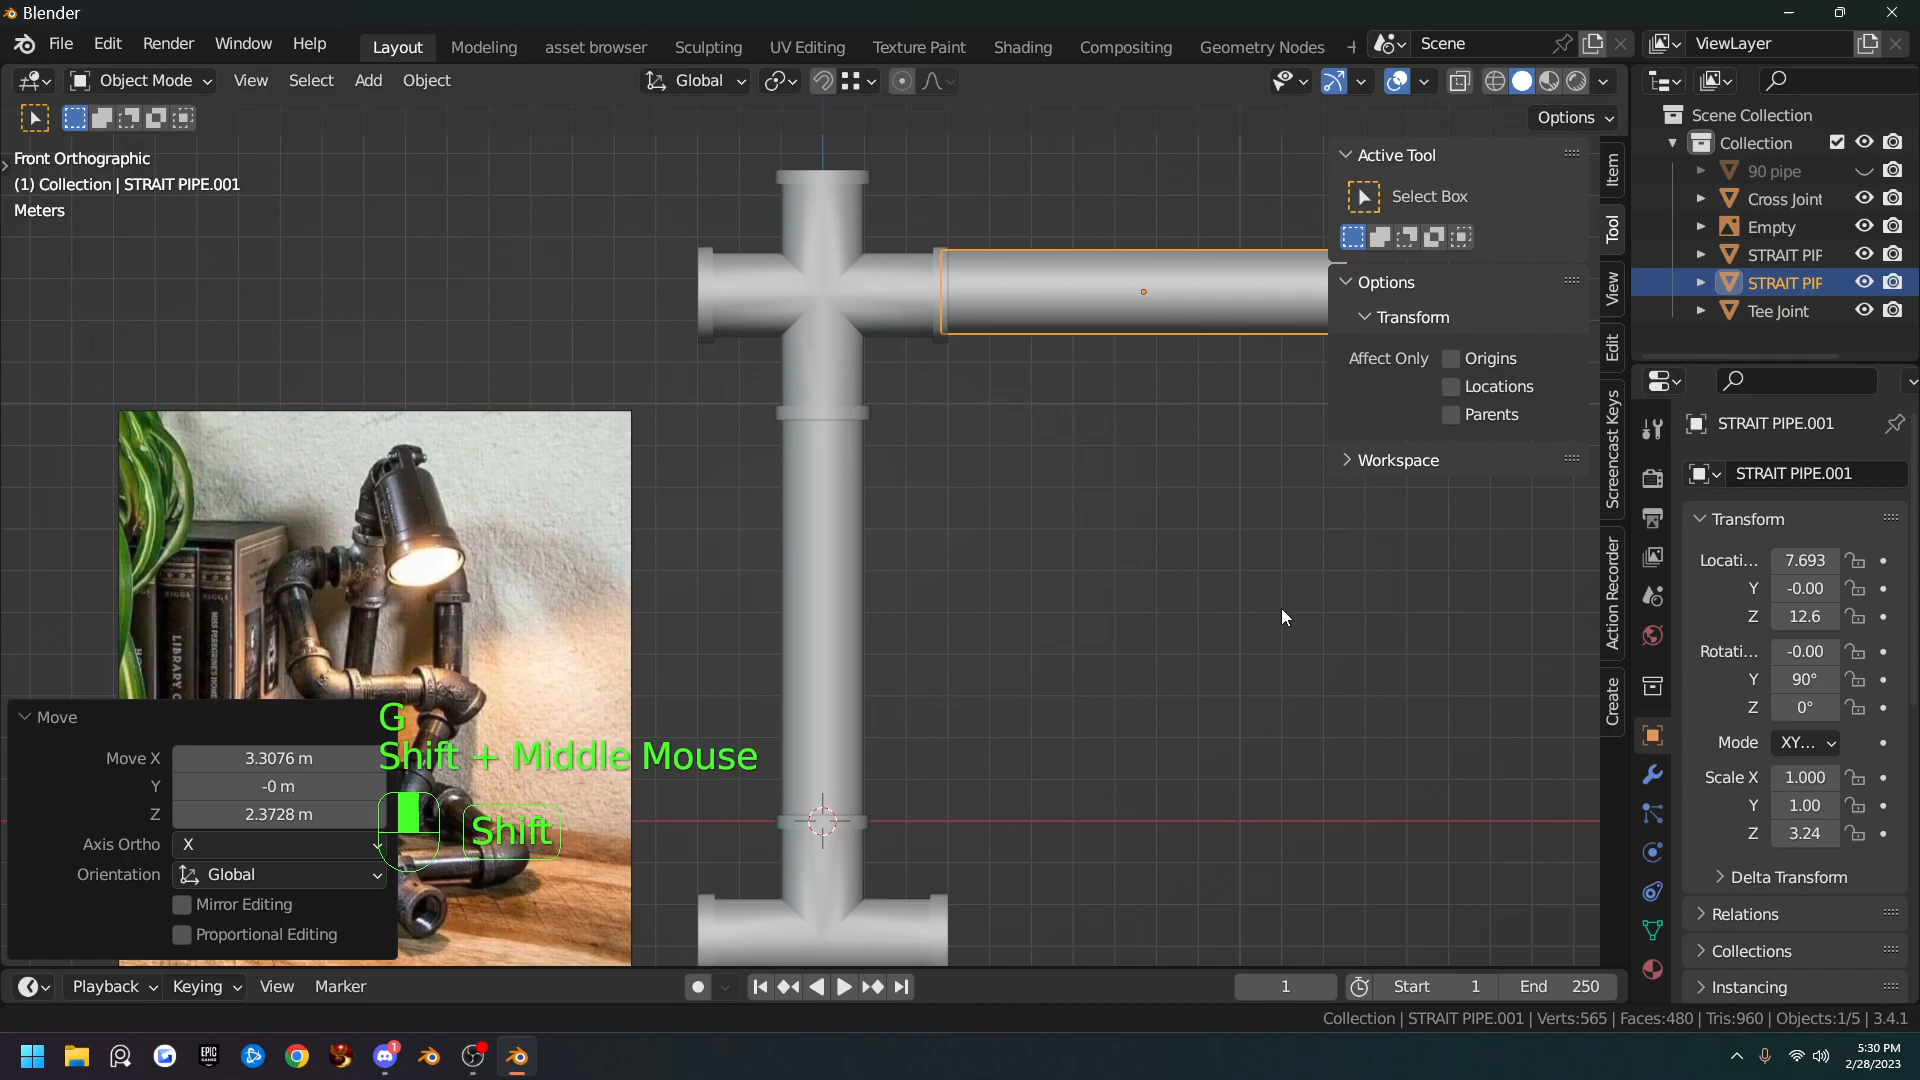 Blender
File Edit Render Window Help
Layout Modeling asset browser Sculpting UV Editing Texture Paint Shading Compositing Geometry Nodes
Scene
ViewLayer
Object Mode View Select Add Object
Global
Options
Front Orthographic
(1) Collection | STRAIT PIPE.001
Meters
Active Tool
Select Box
Options
Transform
Affect Only Origins
Locations
Parents
Workspace
Item
Tool
View
Edit
Screencast Keys
Action Recorder
Create
Scene Collection
Collection
90 pipe
Cross Joint
Empty
STRAIT PIP
STRAIT PIP
Tee Joint
STRAIT PIPE.001
STRAIT PIPE.001
Transform
Locati... 7.693
Y -0.00
Z 12.6
Rotati... -0.00
Y 90°
Z 0°
Mode XY...
Scale X 1.000
Y 1.00
Z 3.24
Delta Transform
Relations
Collections
Instancing
LIBRARY
Move
Move X 3.3076 m
Y -0 m
Z 2.3728 m
Axis Ortho X
Orientation Global
Mirror Editing
Proportional Editing
G
Shift + Middle Mouse
Shift
Playback Keying View Marker
1
Start 1
End 250
Collection | STRAIT PIPE.001 | Verts:565 | Faces:480 | Tris:960 | Objects:1/5 | 3.4.1
EPIC
GAMES
1
5:30 PM
2/28/2023